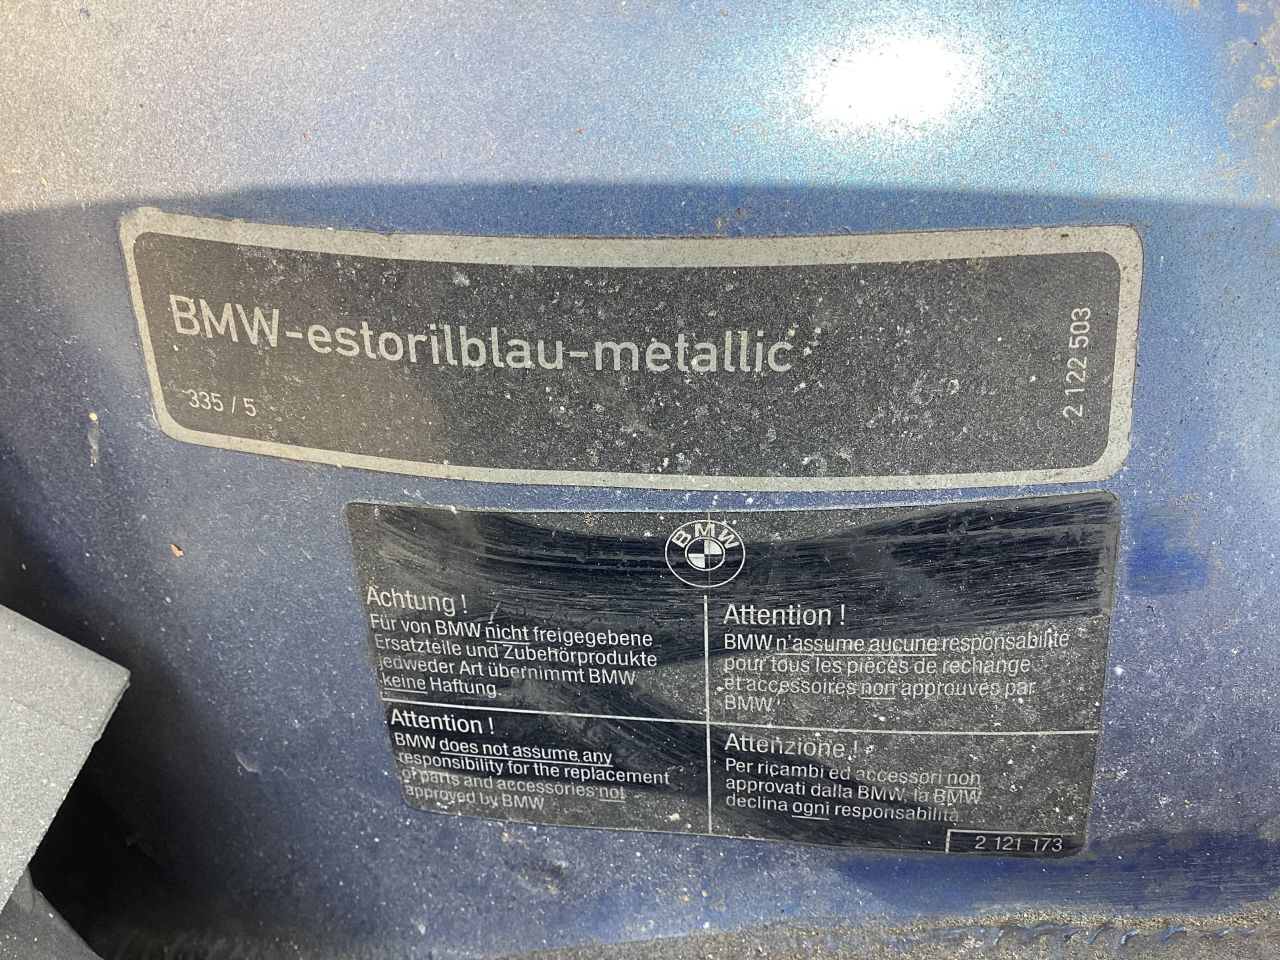 BMW-estorilblau-metallic
335 / 5
2 122 503
BMW
Achtung !
Für von BMW nicht freigegebene
Ersatzteile und Zubehörprodukte
jedweder Art übernimmt BMW
keine Haftung.
Attention !
BMW n'assume aucune responsabilité
pour tous les pièces de rechange
et accessoires non approuvés par
BMW
Attention !
BMW does not assume any
responsibility for the replacement
of parts and accessories not
approved by BMW
Attenzione !
Per ricambi ed accessori non
approvati dalla BMW, la BMW
declina ogni responsabilità
2 121 173